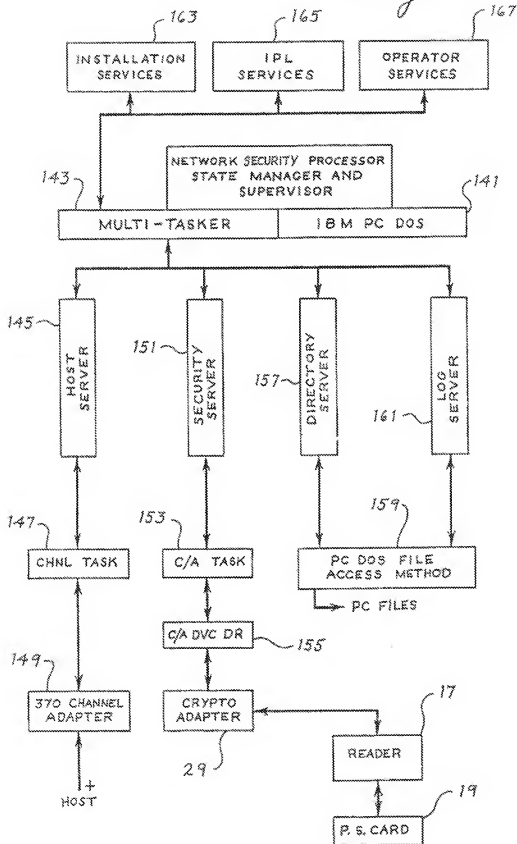 163
165
167
INSTALLATION
SERVICES
IPL
SERVICES
OPERATOR
SERVICES
NETWORK SECURITY PROCESSOR
STATE MANAGER AND
SUPERVISOR
143
141
MULTI-TASKER
IBM PC DOS
145
HOST
SERVER
151
SECURITY
SERVER
157
DIRECTORY
SERVER
161
LOG
SERVER
147
CHNL TASK
153
C/A TASK
159
PC DOS FILE
ACCESS METHOD
PC FILES
C/A DVC DR
155
149
370 CHANNEL
ADAPTER
CRYPTO
ADAPTER
29
17
READER
HOST
+
19
P.S. CARD